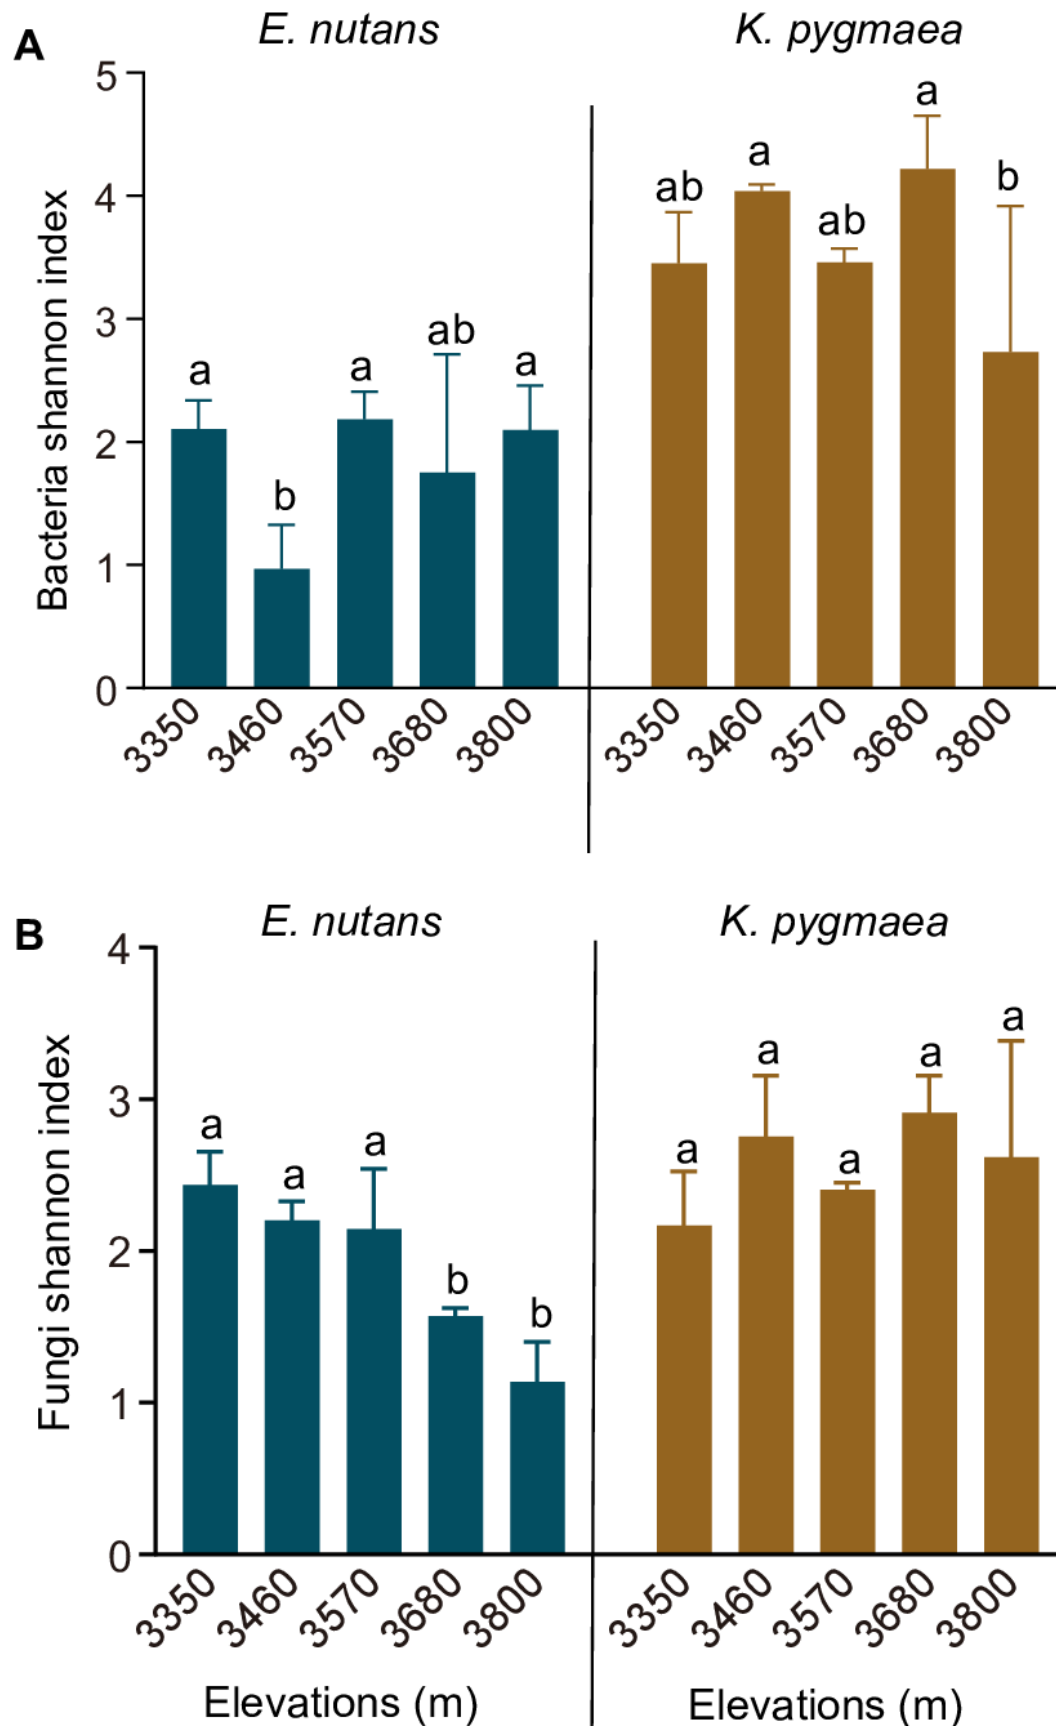 A
E. nutans
K. pygmaea
Bacteria shannon index
5
4
3
2
1
0
a
b
a
ab
a
ab
a
ab
a
b
3350
3460
3570
3680
3800
3350
3460
3570
3680
3800
B
E. nutans
K. pygmaea
Fungi shannon index
4
3
2
1
0
a
a
a
b
b
a
a
a
a
a
3350
3460
3570
3680
3800
3350
3460
3570
3680
3800
Elevations (m)
Elevations (m)